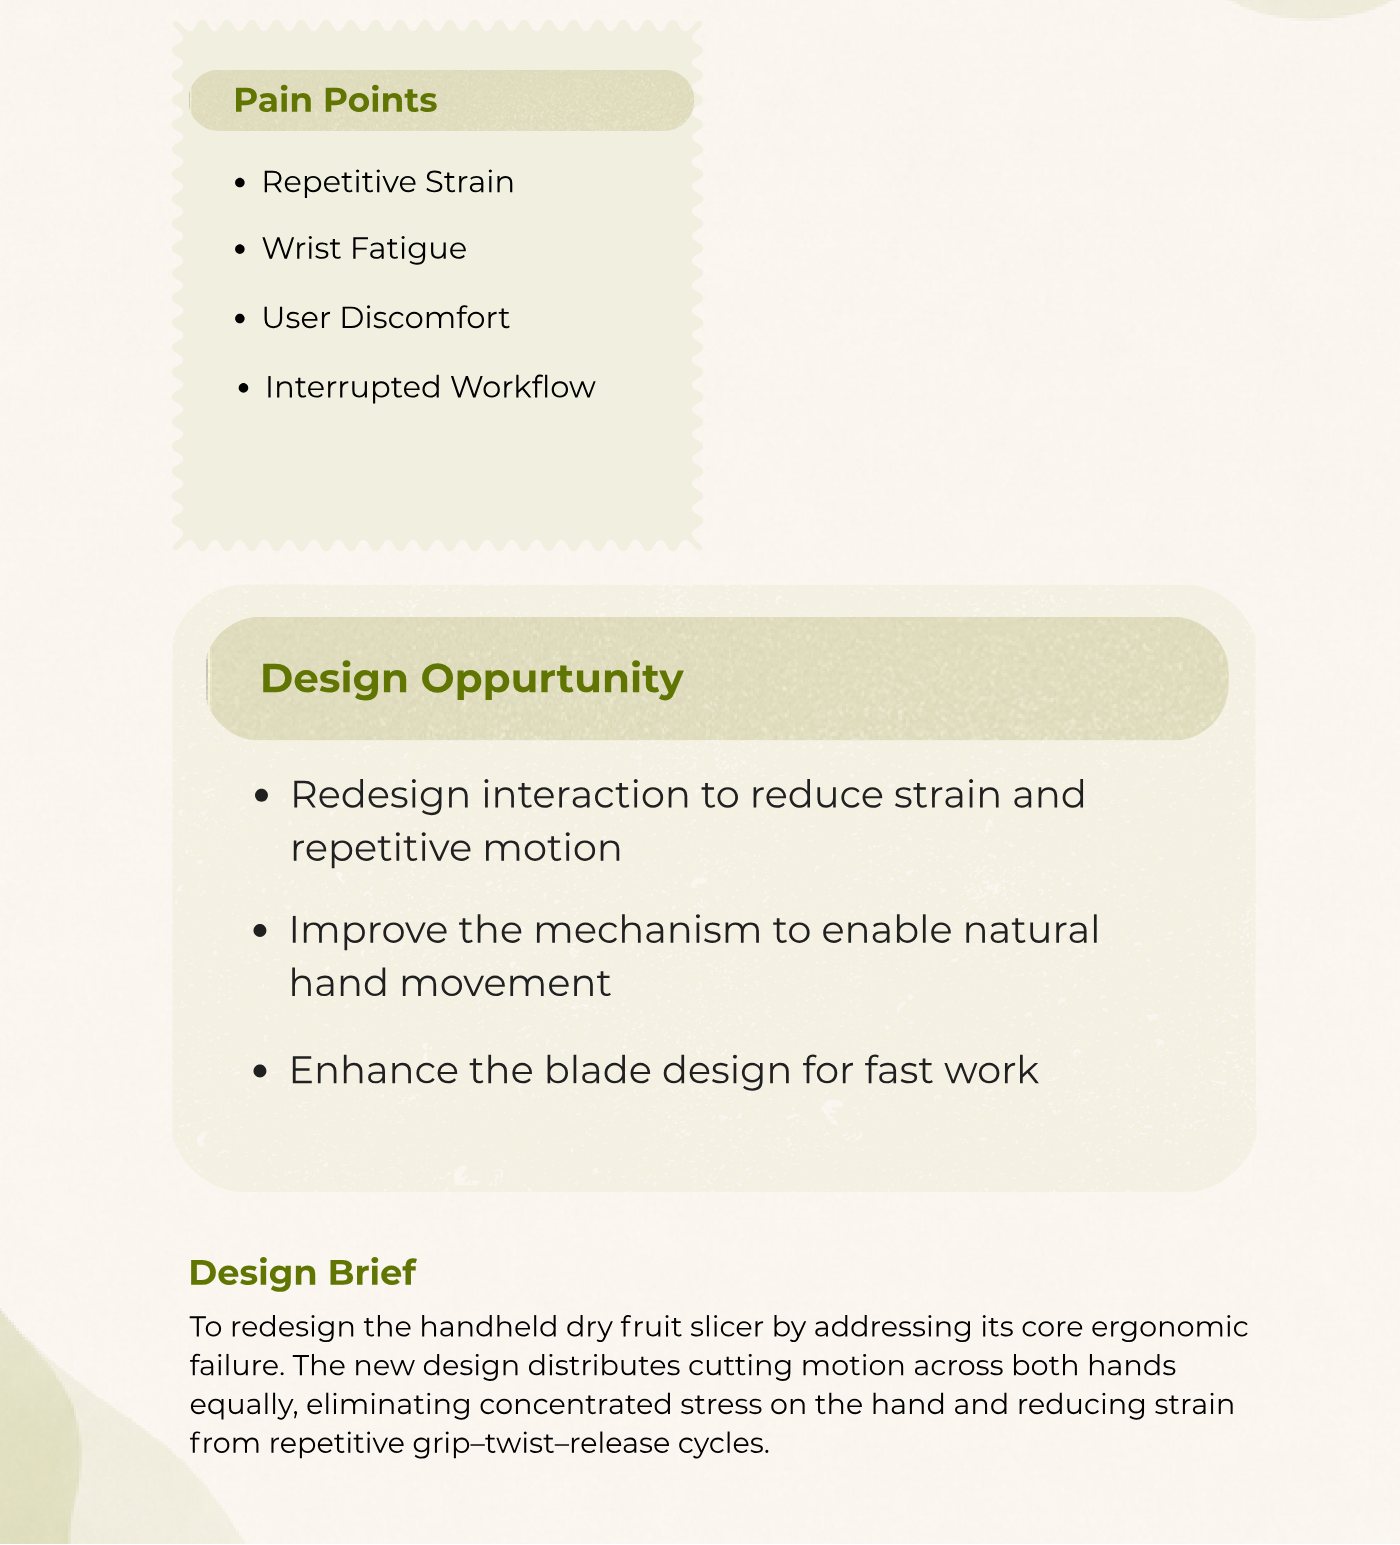 Pain Points
• Repetitive Strain
• Wrist Fatigue
• User Discomfort
• Interrupted Workflow
Design Oppurtunity
• Redesign interaction to reduce strain and
repetitive motion
• Improve the mechanism to enable natural
hand movement
• Enhance the blade design for fast work
Design Brief
To redesign the handheld dry fruit slicer by addressing its core ergonomic
failure. The new design distributes cutting motion across both hands
equally, eliminating concentrated stress on the hand and reducing strain
from repetitive grip–twist–release cycles.